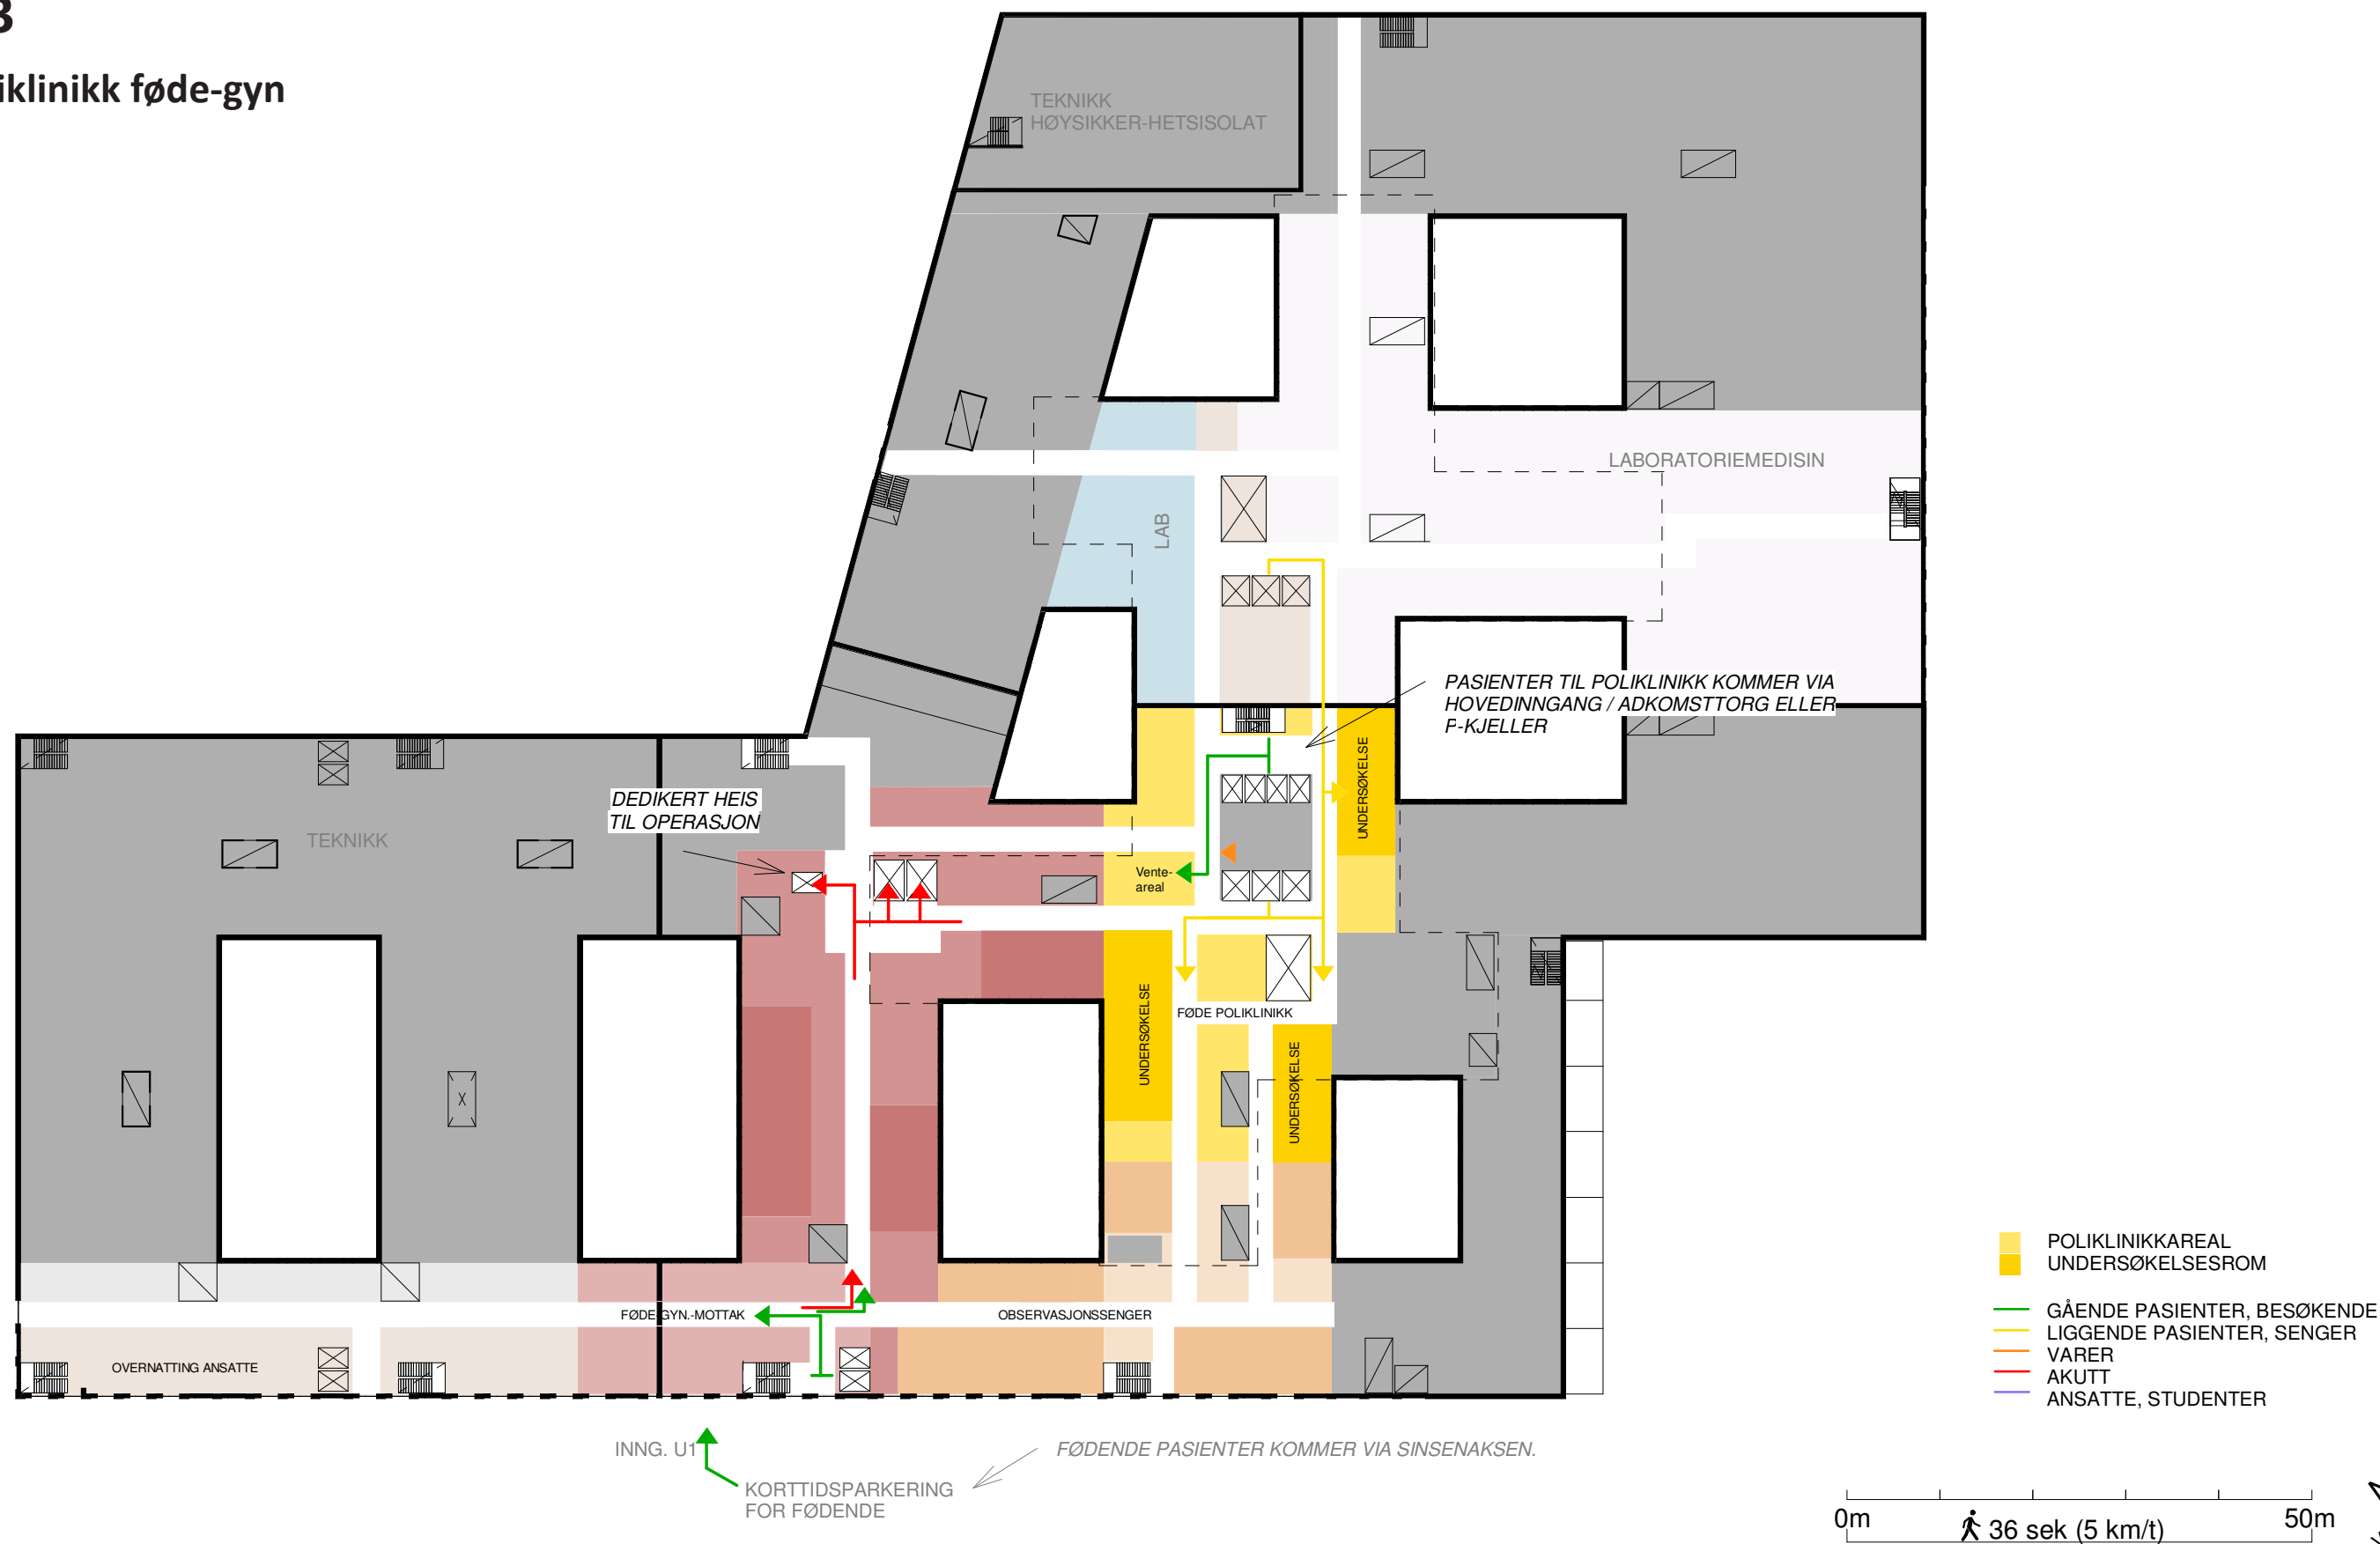 B
iklinikk føde-gyn
TEKNIKK
HØYSIKKER-HETSISOLAT
LABORATORIEMEDISIN
LAB
PASIENTER TIL POLIKLINIKK KOMMER VIA
HOVEDINNGANG / ADKOMSTTORG ELLER
P-KJELLER
UNDERSØKELSE
DEDIKERT HEIS
TIL OPERASJON
TEKNIKK
Vente-
areal
UNDERSØKELSE
FØDE POLIKLINIKK
UNDERSØKELSE
FØDE GYN.-MOTTAK
OBSERVASJONSSENGER
OVERNATTING ANSATTE
POLIKLINIKKAREAL
UNDERSØKELSESROM
GÅENDE PASIENTER, BESØKENDE
LIGGENDE PASIENTER, SENGER
VARER
AKUTT
ANSATTE, STUDENTER
INNG. U1
FØDENDE PASIENTER KOMMER VIA SINSENAKSEN.
KORTTIDSPARKERING
FOR FØDENDE
0m
36 sek (5 km/t)
50m